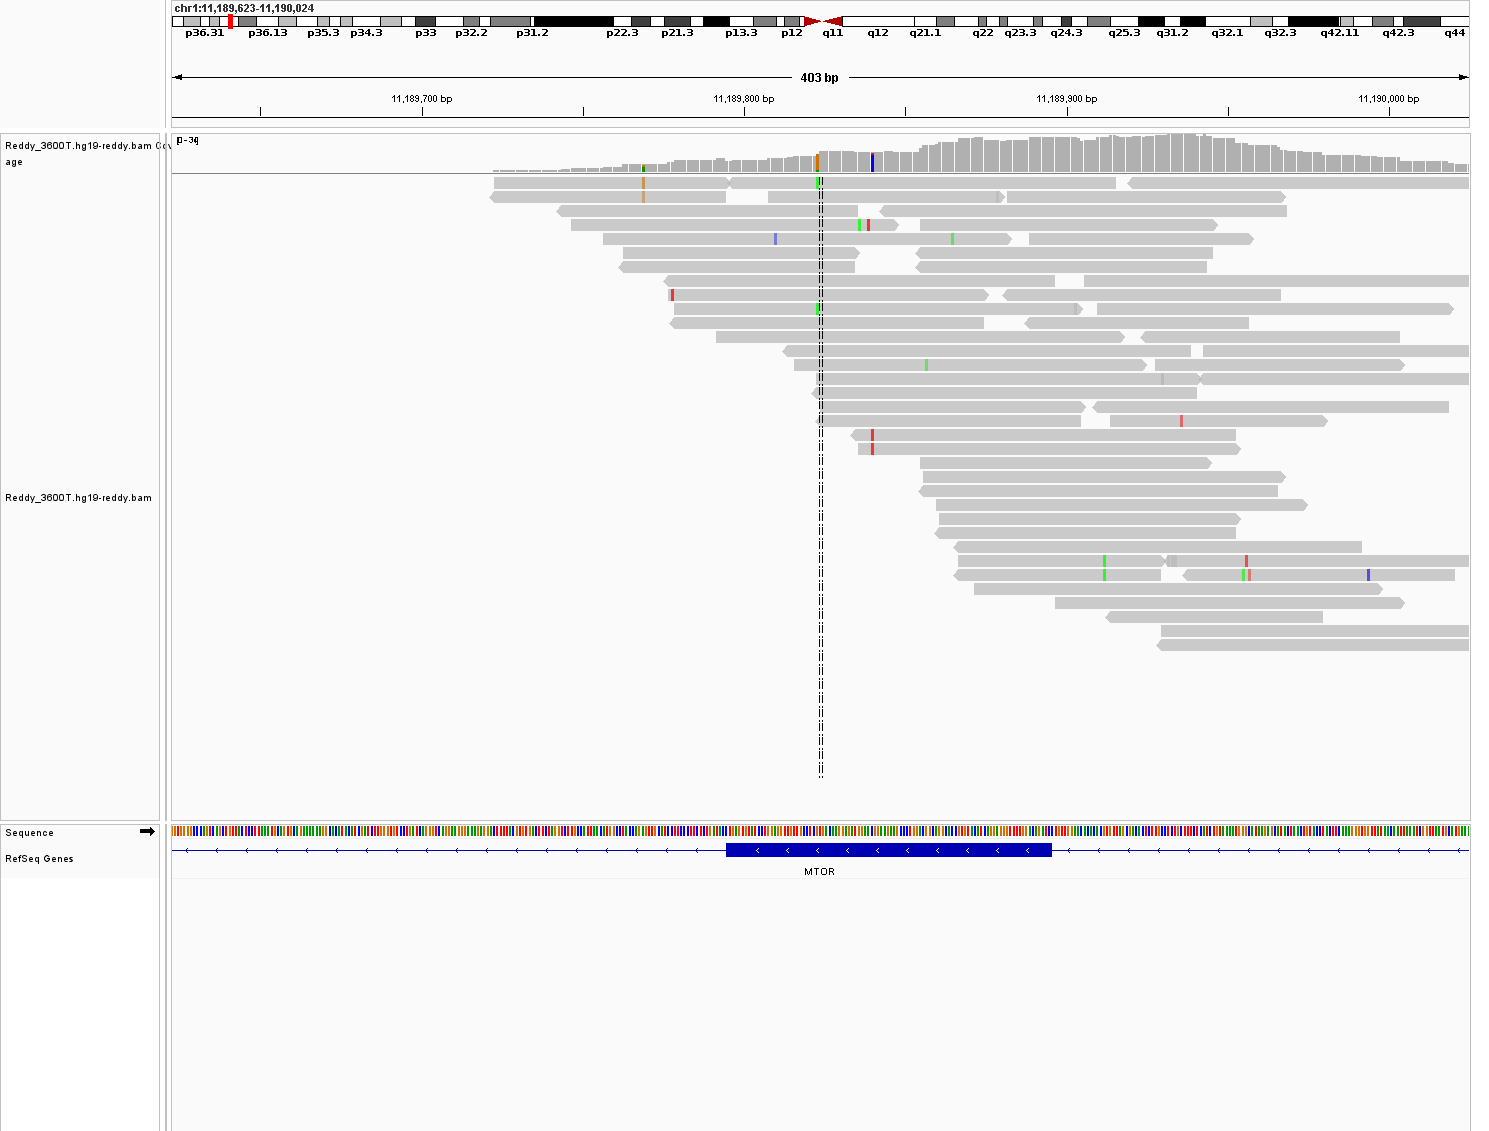 chr1:11,189,623-11,190,024
p36.31 p36.13 p35.3 p34.3 p33 p32.2 p31.2 p22.3 p21.3 p13.3 p12 q11 q12 q21.1 q22 q23.3 q24.3 q25.3 q31.2 q32.1 q32.3 q42.11 q42.3 q44
403 bp
11,189,700 bp 11,189,800 bp 11,189,900 bp 11,190,000 bp
Reddy_3600T.hg19-reddy.bam Cov
age
[0-34]
Reddy_3600T.hg19-reddy.bam
Sequence
RefSeq Genes
MTOR